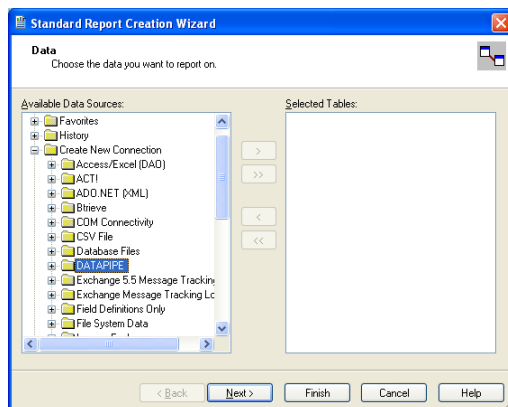 Standard Report Creation Wizard
Data
Choose the data you want to report on.
Available Data Sources:
Selected Tables:
Favorites
History
Create New Connection
Access/Excel (DAO)
ACT!
ADO.NET (XML)
Btrieve
COM Connectivity
CSV File
Database Files
DATAPIPE
Exchange 5.5 Message Tracking
Exchange Message Tracking Lo
Field Definitions Only
File System Data
>
>>
<
<<
< Back
Next >
Finish
Cancel
Help